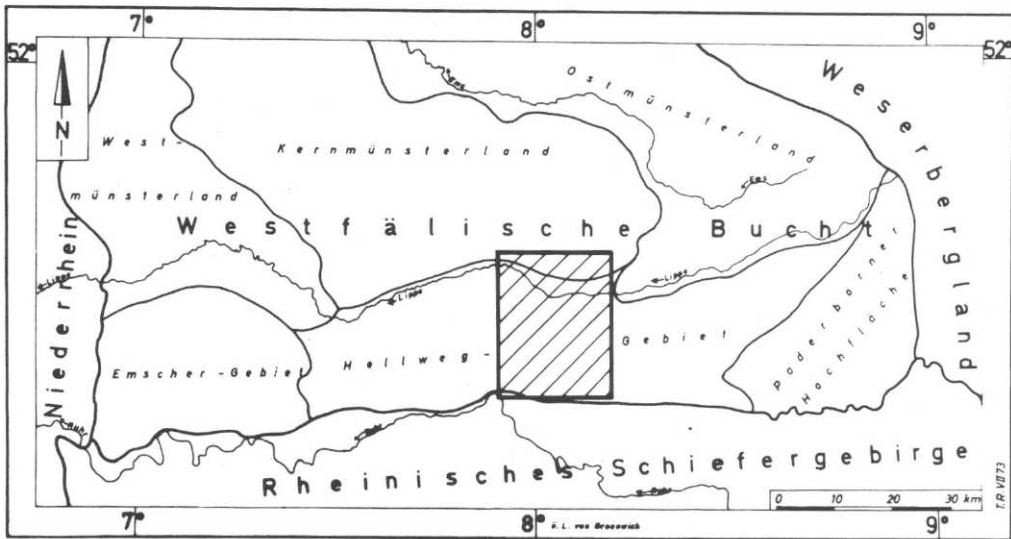 7° 8° 9°
52° 52°
N
Weserbergland
Ostmünsterland
Ems
West-
münsterland
Kernmünsterland
Ems
Westfälische Bucht
Niederrhein
Lippe
Lippe
Lippe
Emscher-Gebiet
Hellweg- Gebiet
Paderborner
Hochfläche
Ruhr
Ruhr
Ruhr
Rheinisches Schiefergebirge
0 10 20 30 km
T.R. VII 73
7° 8° 9°
ö. L. von Greenwich